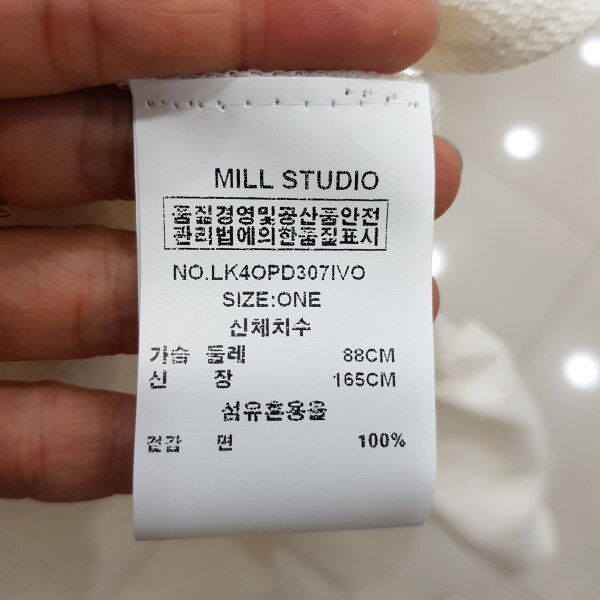 MILL STUDIO
품질경영및공산품안전
관리법에의한품질표시
NO.LK4OPD307IVO
SIZE:ONE
신체치수
가슴 둘레 88CM
신 장 165CM
섬유혼용율
겉감 면 100%